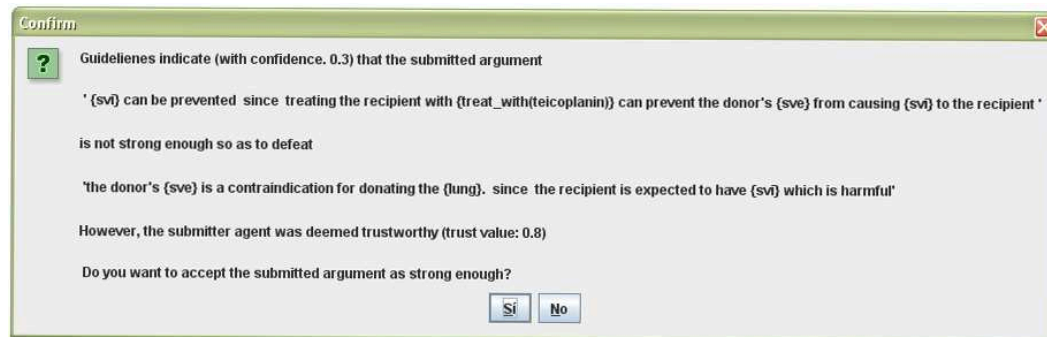 Confirm
?
Guidelienes indicate (with confidence. 0.3) that the submitted argument
' {svi} can be prevented since treating the recipient with {treat_with(teicoplanin)} can prevent the donor's {sve} from causing {svi} to the recipient '
is not strong enough so as to defeat
'the donor's {sve} is a contraindication for donating the {lung}. since the recipient is expected to have {svi} which is harmful'
However, the submitter agent was deemed trustworthy (trust value: 0.8)
Do you want to accept the submitted argument as strong enough?
Sí No